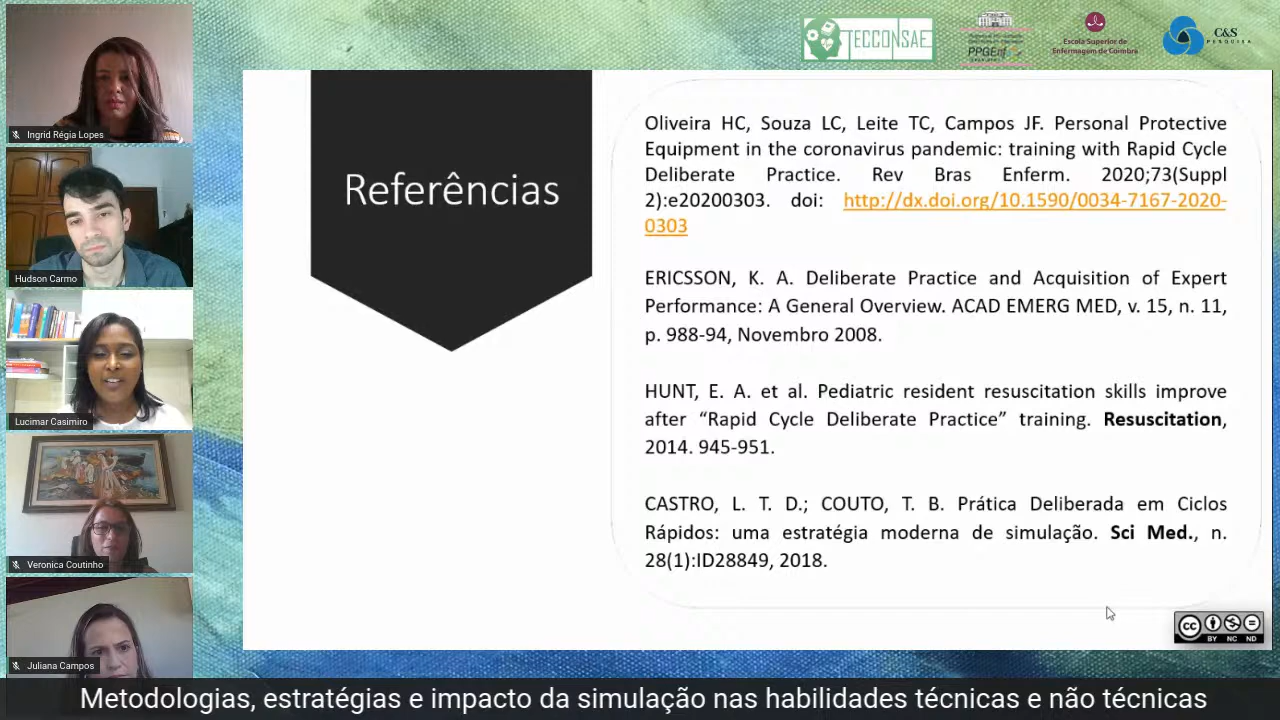 TECCONSAE
PPGEnf
Escola Superior de
Enfermagem de Coimbra
C&S
PESQUISA
Ingrid Régia Lopes
Hudson Carmo
Lucimar Casimiro
Veronica Coutinho
Juliana Campos
Referências
Oliveira HC, Souza LC, Leite TC, Campos JF. Personal Protective
Equipment in the coronavirus pandemic: training with Rapid Cycle
Deliberate Practice. Rev Bras Enferm. 2020;73(Suppl
2):e20200303. doi: http://dx.doi.org/10.1590/0034-7167-2020-
0303
ERICSSON, K. A. Deliberate Practice and Acquisition of Expert
Performance: A General Overview. ACAD EMERG MED, v. 15, n. 11,
p. 988-94, Novembro 2008.
HUNT, E. A. et al. Pediatric resident resuscitation skills improve
after “Rapid Cycle Deliberate Practice” training. Resuscitation,
2014. 945-951.
CASTRO, L. T. D.; COUTO, T. B. Prática Deliberada em Ciclos
Rápidos: uma estratégia moderna de simulação. Sci Med., n.
28(1):ID28849, 2018.
cc
BY NC ND
Metodologias, estratégias e impacto da simulação nas habilidades técnicas e não técnicas